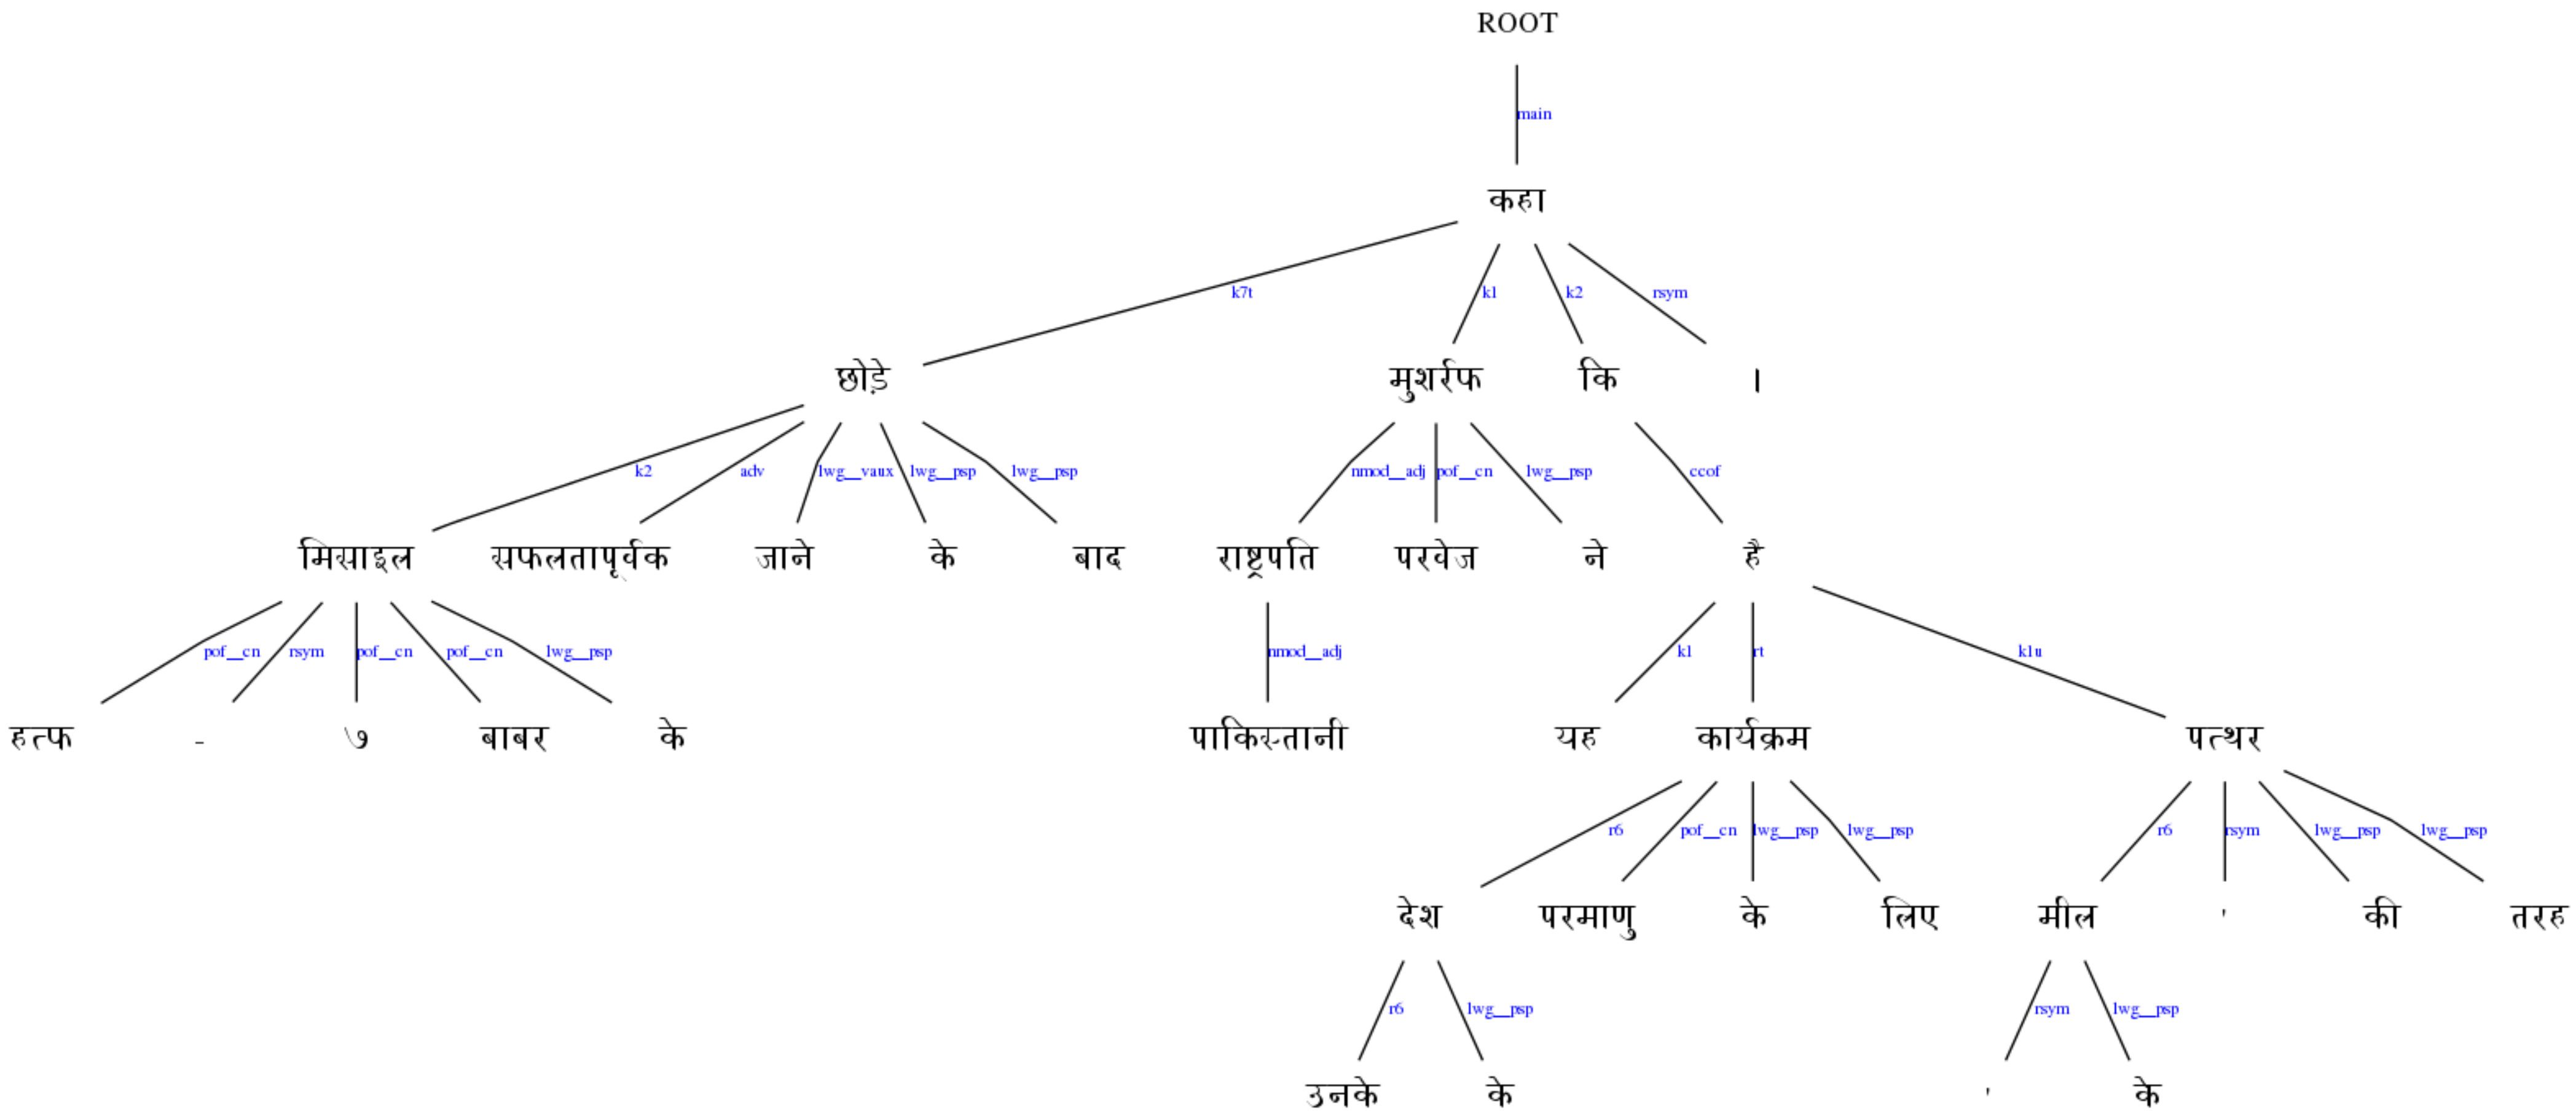 ROOT
main
कहा
k7t k1 k2 rsym
छोड़े मुशर्रफ कि ।
k2 adv lwg__vaux lwg__psp lwg__psp nmod__adj pof__cn lwg__psp ccof
मिसाइल सफलतापूर्वक जाने के बाद राष्ट्रपति परवेज ने है
pof__cn rsym pof__cn pof__cn lwg__psp nmod__adj k1 rt k1u
हत्फ - ७ बाबर के पाकिस्तानी यह कार्यक्रम पत्थर
r6 pof__cn lwg__psp lwg__psp r6 rsym lwg__psp lwg__psp
देश परमाणु के लिए मील ' की तरह
r6 lwg__psp rsym lwg__psp
उनके के ' के